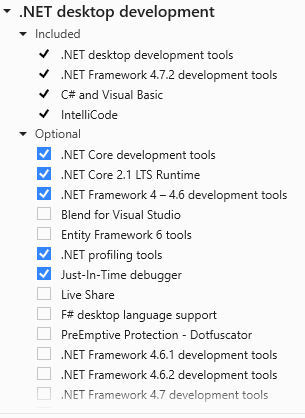 .NET desktop development
Included
.NET desktop development tools
.NET Framework 4.7.2 development tools
C# and Visual Basic
IntelliCode
Optional
.NET Core development tools
.NET Core 2.1 LTS Runtime
.NET Framework 4 – 4.6 development tools
Blend for Visual Studio
Entity Framework 6 tools
.NET profiling tools
Just-In-Time debugger
Live Share
F# desktop language support
PreEmptive Protection - Dotfuscator
.NET Framework 4.6.1 development tools
.NET Framework 4.6.2 development tools
.NET Framework 4.7 development tools